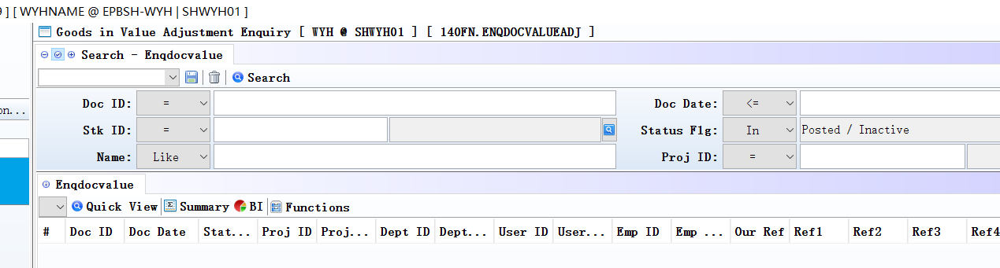 9 ] [ WYHNAME @ EPBSH-WYH | SHWYH01 ]
Goods in Value Adjustment Enquiry [ WYH @ SHWYH01 ] [ 140FN.ENQDOCVALUEADJ ]
Search - Enqdocvalue
Search
on...
Doc ID: = Doc Date: <=
Stk ID: = Status Flg: In Posted / Inactive
Name: Like Proj ID: =
Enqdocvalue
Quick View Summary BI Functions
# Doc ID Doc Date Stat... Proj ID Proj... Dept ID Dept... User ID User... Emp ID Emp ... Our Ref Ref1 Ref2 Ref3 Ref4